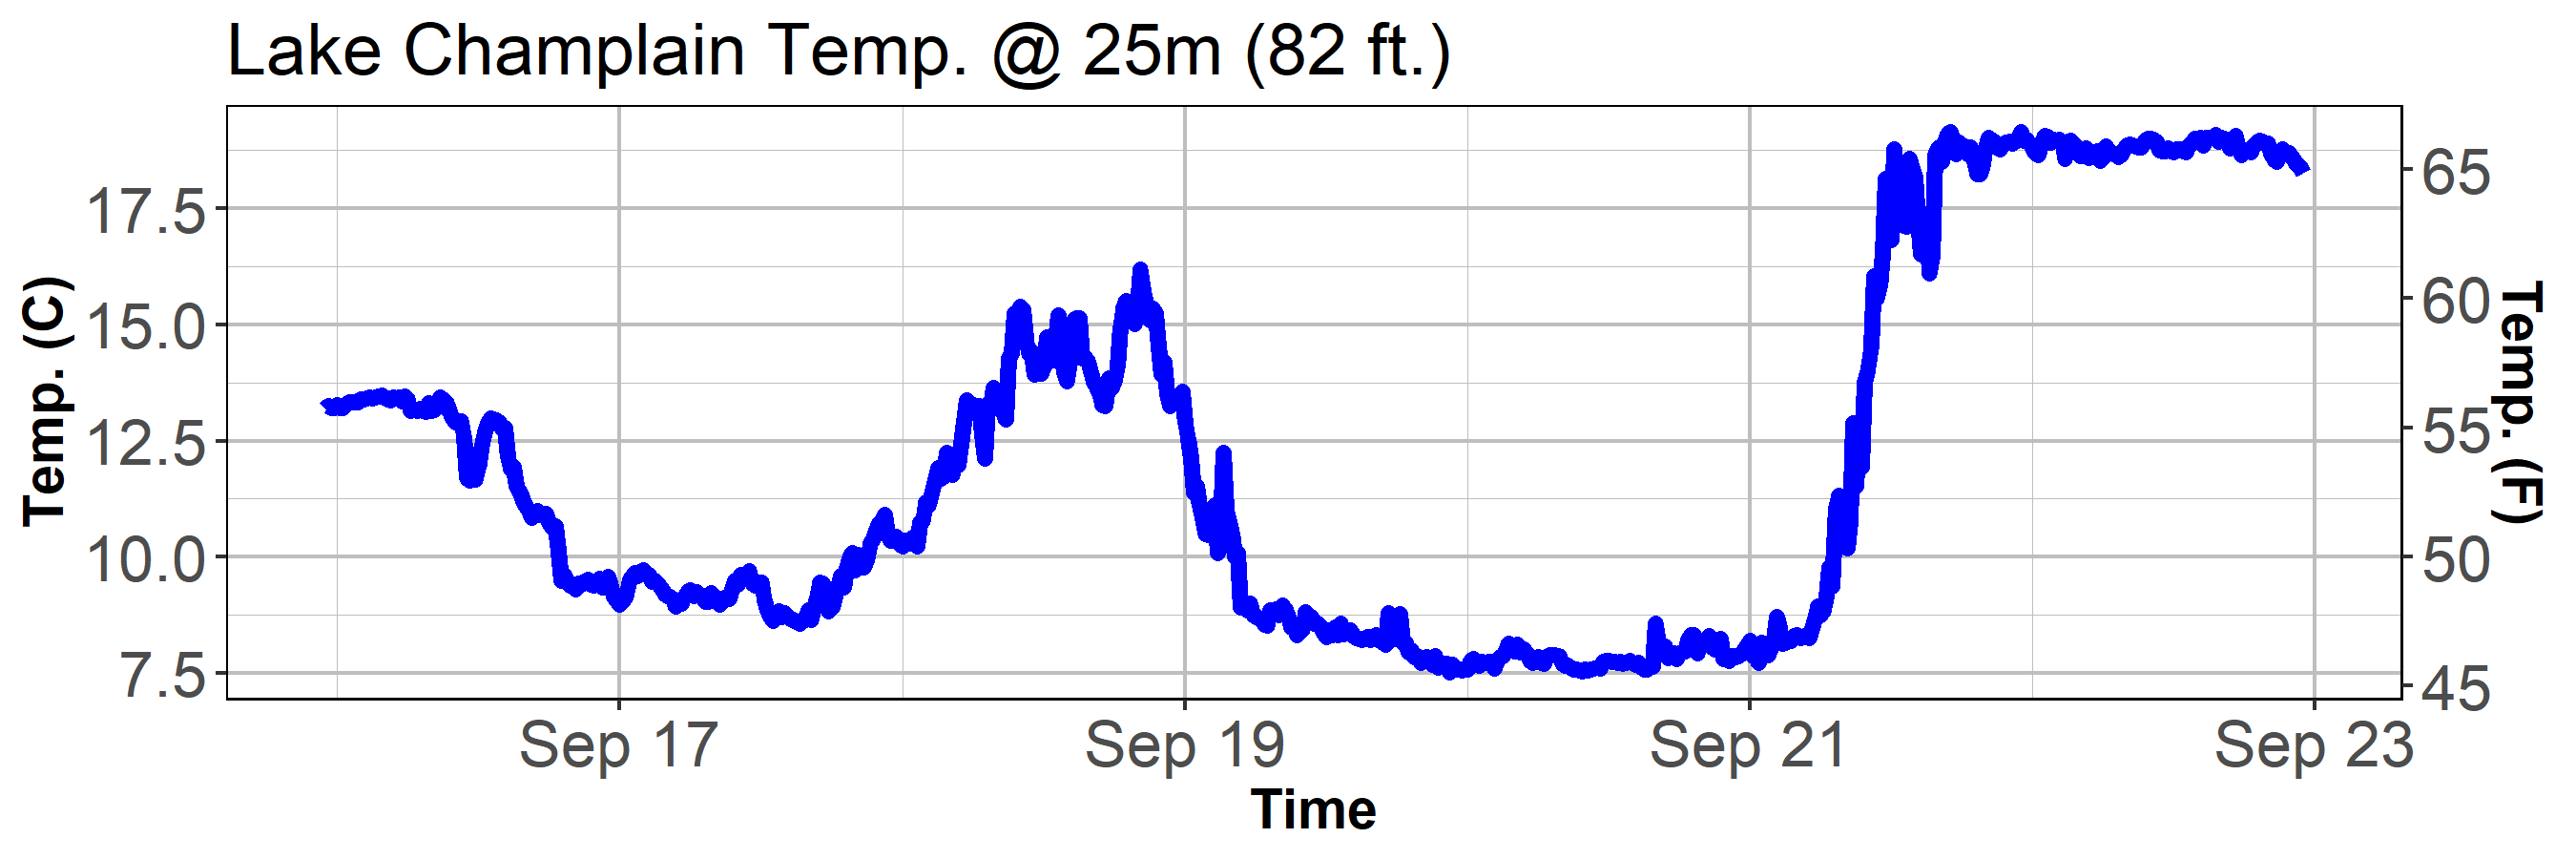 Lake Champlain Temp. @ 25m (82 ft.)
Temp. (C)
17.5
15.0
12.5
10.0
7.5
65
60
55
50
45
Temp. (F)
Sep 17
Sep 19
Sep 21
Sep 23
Time